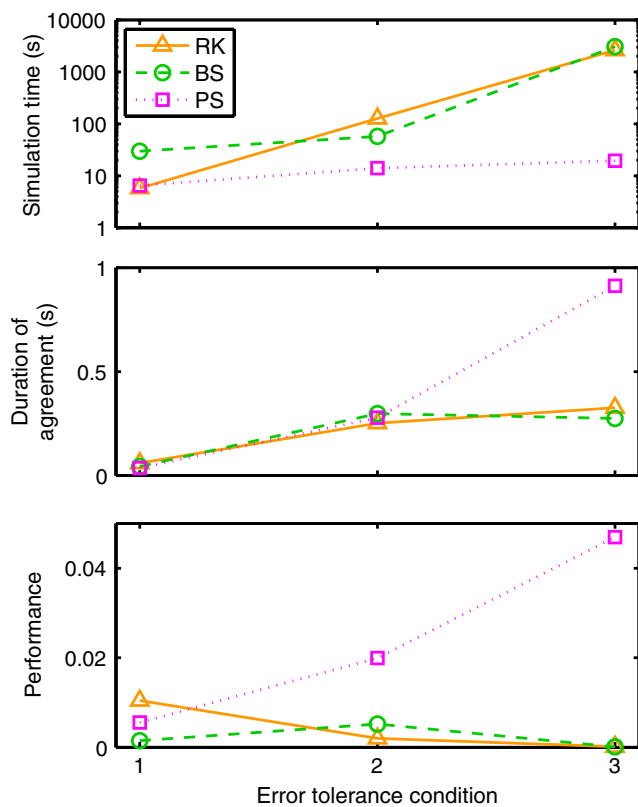 10000
1000
100
10
1
Simulation time (s)
RK
BS
PS
1
0.5
0
Duration of
agreement (s)
0.04
0.02
0
Performance
1 2 3
Error tolerance condition